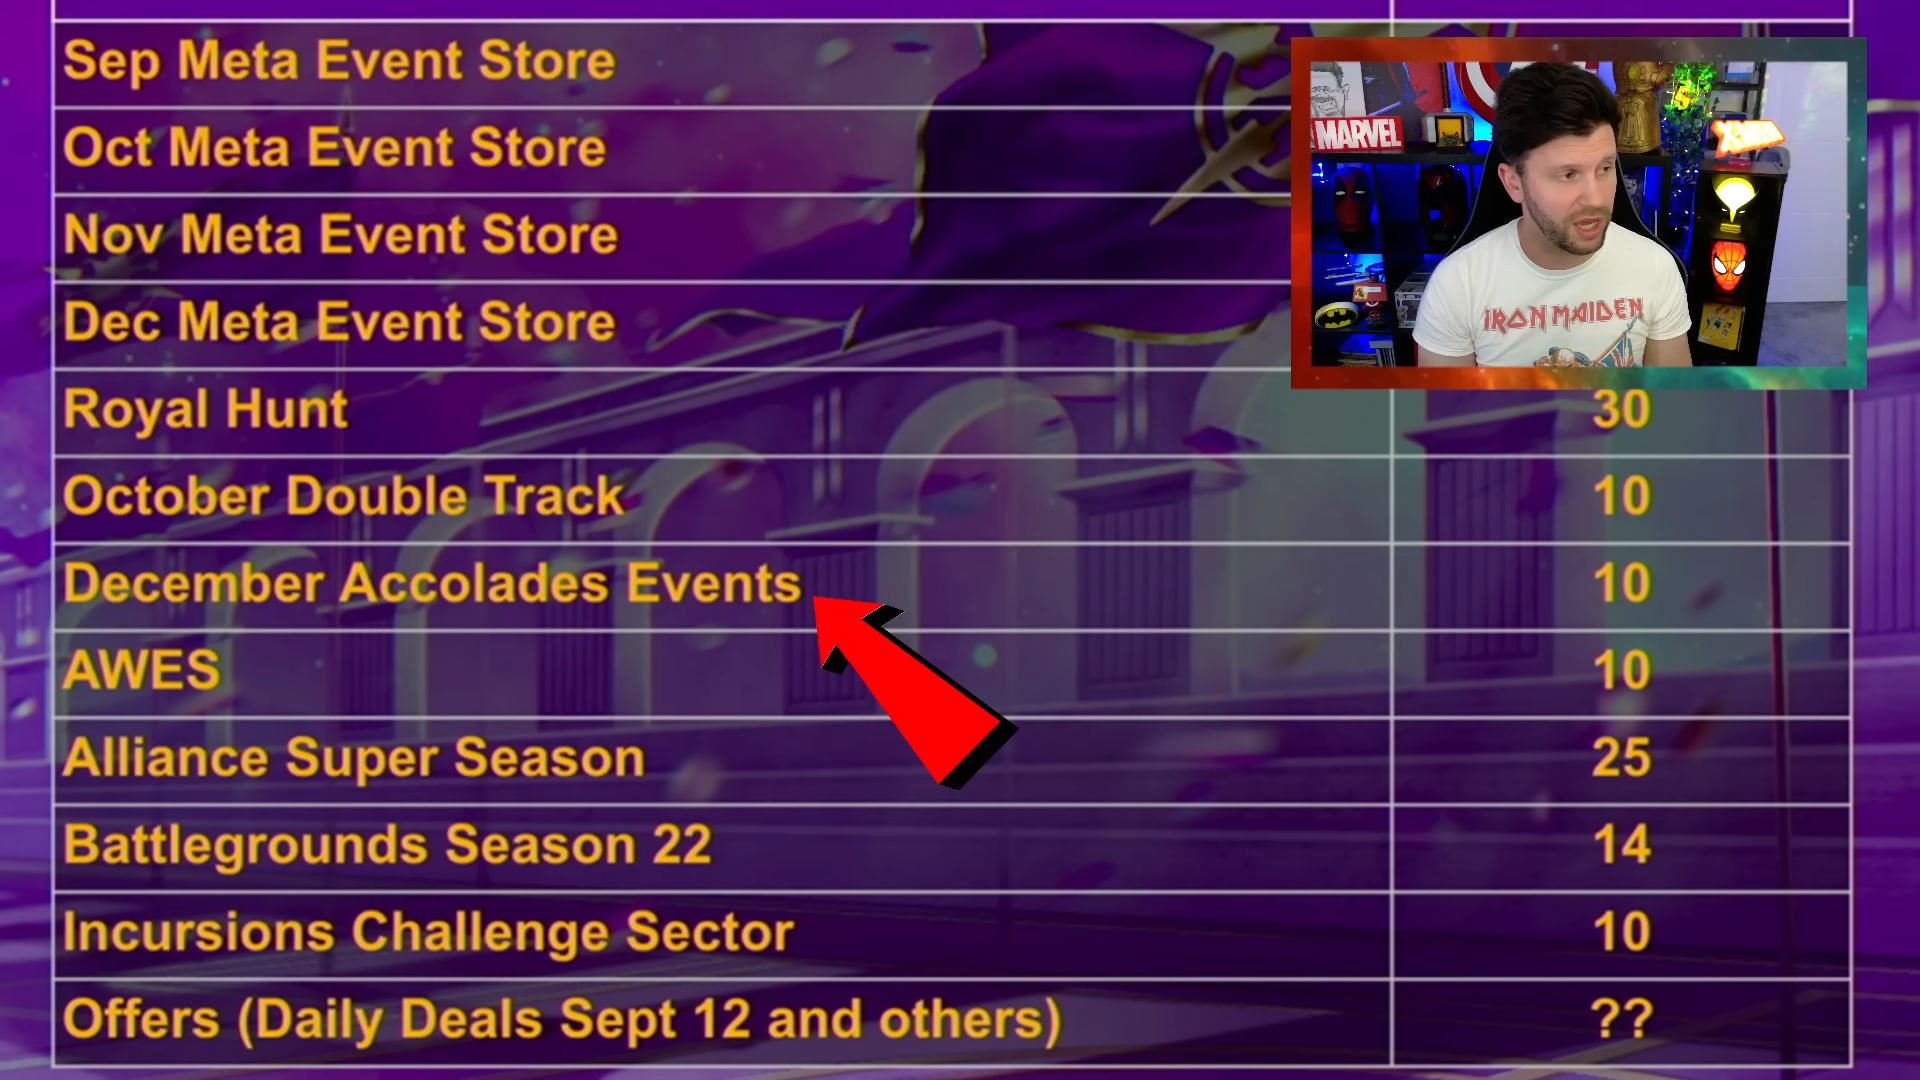 Sep Meta Event Store
Oct Meta Event Store
Nov Meta Event Store
Dec Meta Event Store
Royal Hunt 30
October Double Track 10
December Accolades Events 10
AWES 10
Alliance Super Season 25
Battlegrounds Season 22 14
Incursions Challenge Sector 10
Offers (Daily Deals Sept 12 and others) ??
MARVEL
X-MEN
IRON MAIDEN